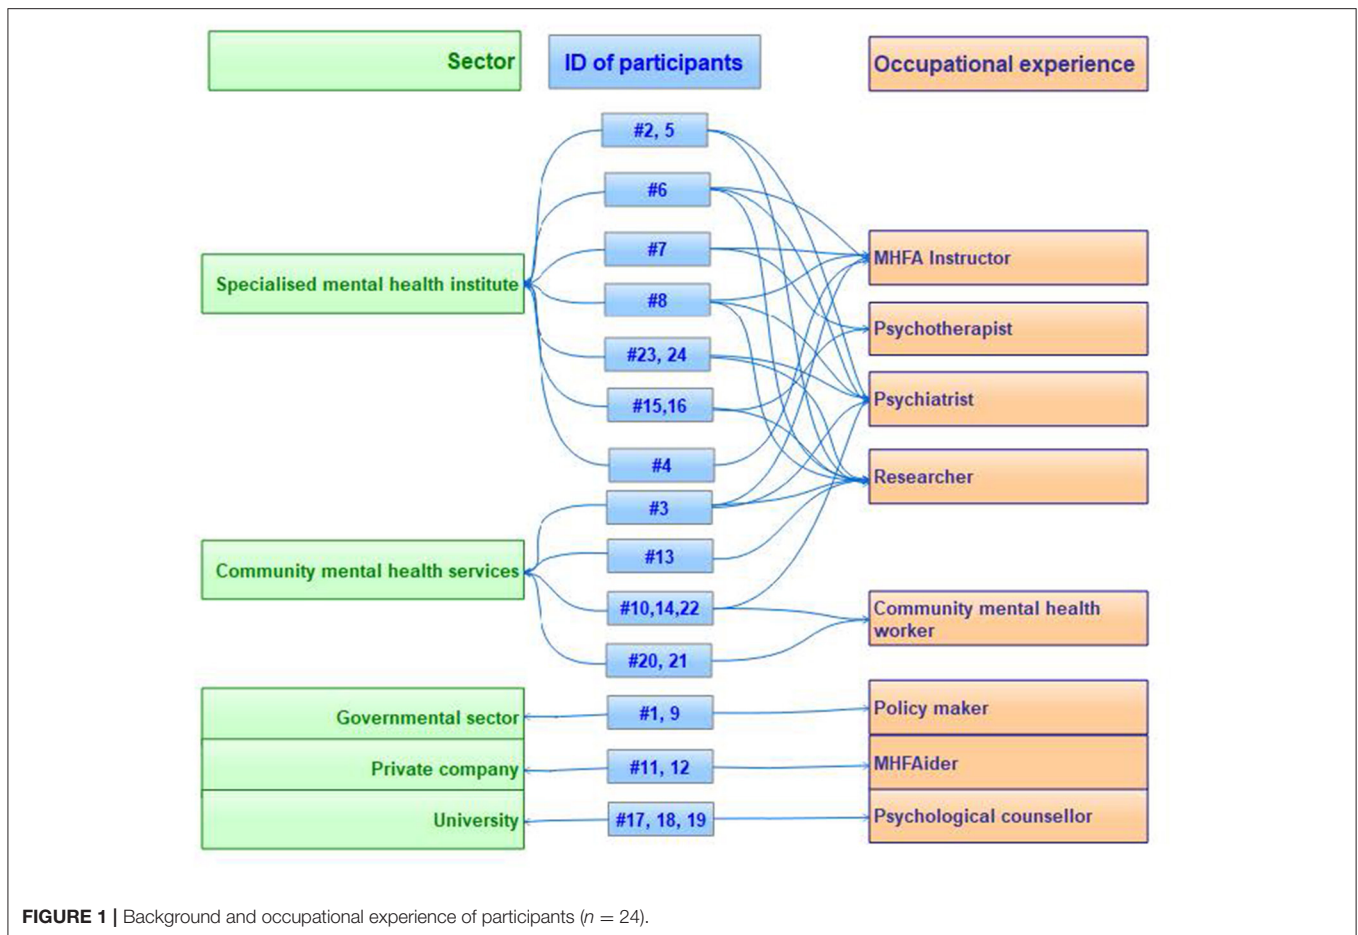 Sector
ID of participants
Occupational experience
#2, 5
#6
#7
#8
#23, 24
#15,16
#4
#3
#13
#10,14,22
#20, 21
#1, 9
#11, 12
#17, 18, 19
Specialised mental health institute
Community mental health services
Governmental sector
Private company
University
MHFA Instructor
Psychotherapist
Psychiatrist
Researcher
Community mental health
worker
Policy maker
MHFAider
Psychological counsellor
FIGURE 1 | Background and occupational experience of participants (n = 24).